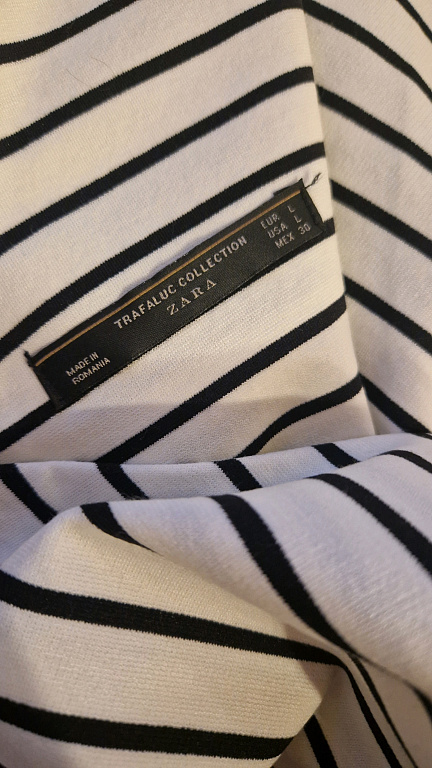 TRAFALUC COLLECTION
ZARA
EUR L
USA L
MEX 30
MADE IN
ROMANIA